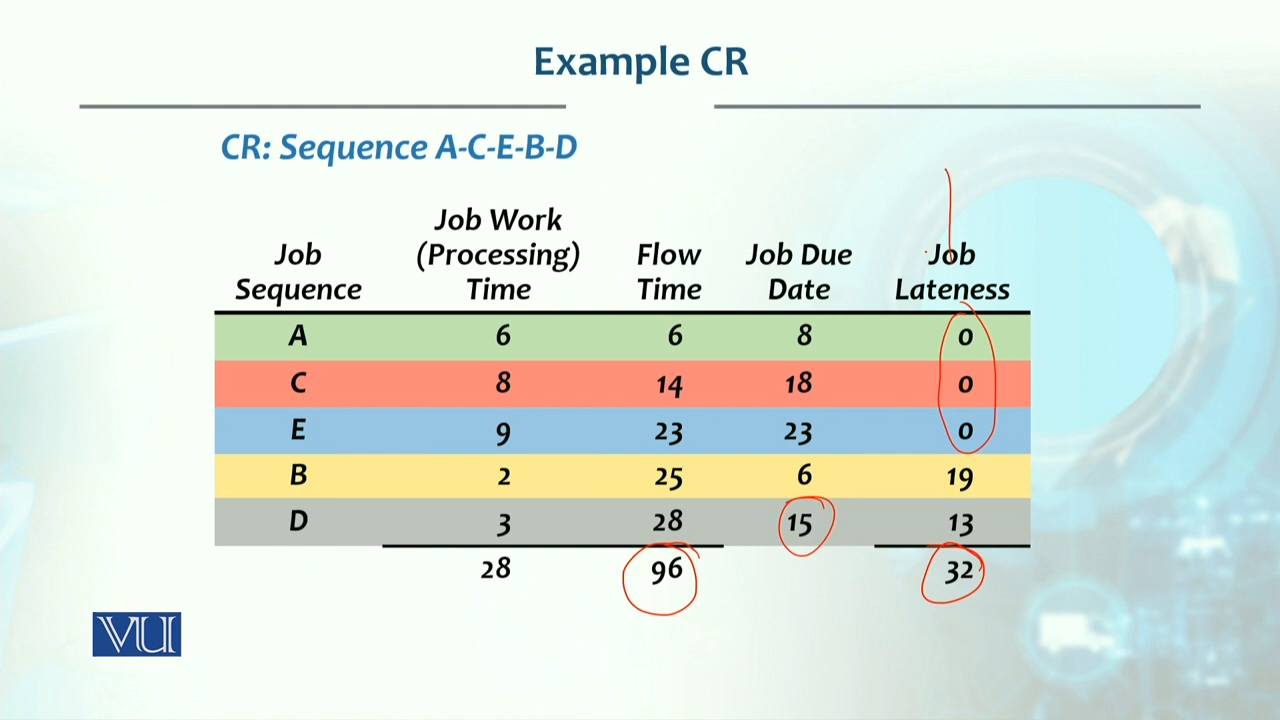 Example CR
CR: Sequence A-C-E-B-D
Job Sequence Job Work (Processing) Time Flow Time Job Due Date Job Lateness
A 6 6 8 0
C 8 14 18 0
E 9 23 23 0
B 2 25 6 19
D 3 28 15 13
28 96 32
VU